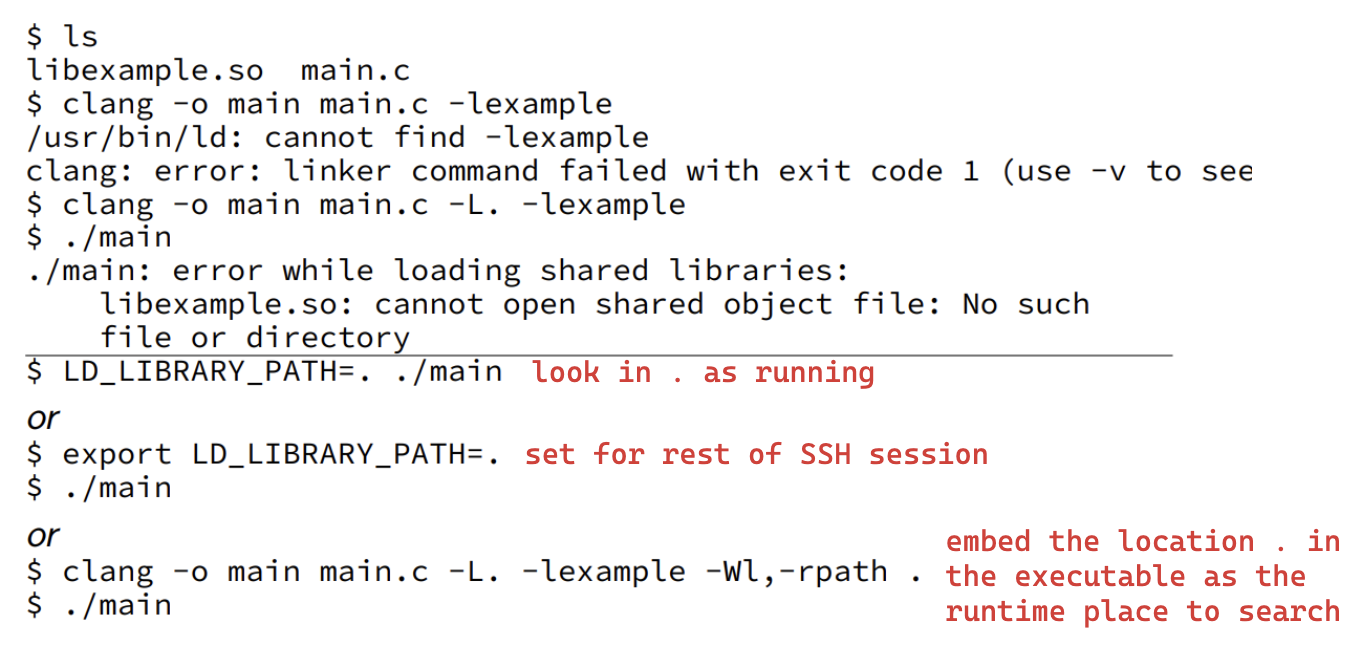 $ ls
libexample.so  main.c
$ clang -o main main.c -lexample
/usr/bin/ld: cannot find -lexample
clang: error: linker command failed with exit code 1 (use -v to see
$ clang -o main main.c -L. -lexample
$ ./main
./main: error while loading shared libraries:
    libexample.so: cannot open shared object file: No such
    file or directory
$ LD_LIBRARY_PATH=. ./main look in . as running
or
$ export LD_LIBRARY_PATH=. set for rest of SSH session
$ ./main
or
$ clang -o main main.c -L. -lexample -Wl,-rpath .
$ ./main
embed the location . in
the executable as the
runtime place to search